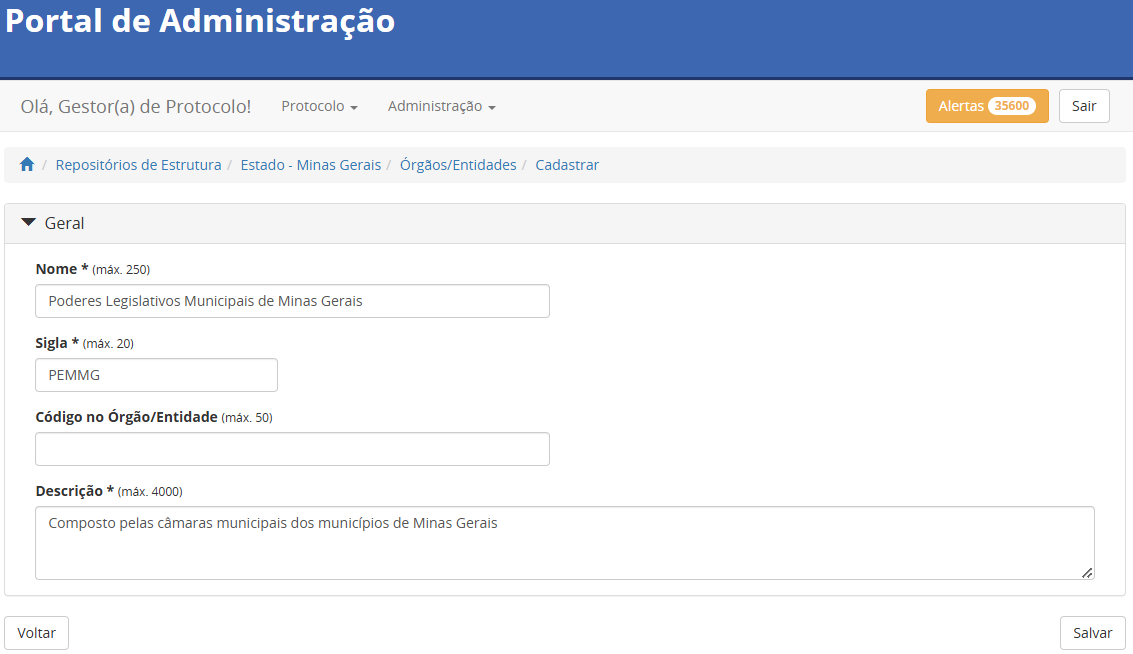 Portal de Administração
Olá, Gestor(a) de Protocolo! Protocolo Administração Alertas 35600 Sair
/ Repositórios de Estrutura / Estado - Minas Gerais / Órgãos/Entidades / Cadastrar
Geral
Nome * (máx. 250)
Poderes Legislativos Municipais de Minas Gerais
Sigla * (máx. 20)
PEMMG
Código no Órgão/Entidade (máx. 50)
Descrição * (máx. 4000)
Composto pelas câmaras municipais dos municípios de Minas Gerais
Voltar Salvar